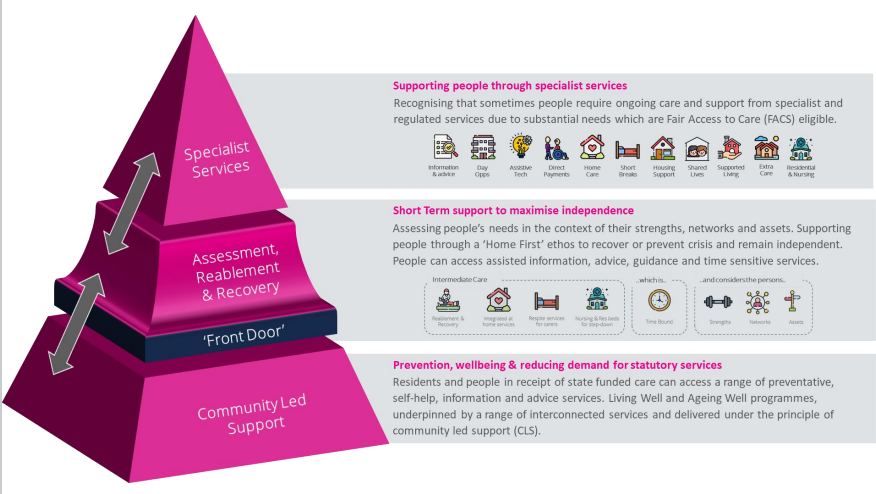 Specialist
Services
Assessment,
Reablement
& Recovery
‘Front Door’
Community Led
Support
Supporting people through specialist services
Recognising that sometimes people require ongoing care and support from specialist and
regulated services due to substantial needs which are Fair Access to Care (FACS) eligible.
Information
& advice
Day
Opps
Assistive
Tech
Direct
Payments
Home
Care
Short
Breaks
Housing
Support
Shared
Lives
Supported
Living
Extra
Care
Residential
& Nursing
Short Term support to maximise independence
Assessing people’s needs in the context of their strengths, networks and assets. Supporting
people through a ‘Home First’ ethos to recover or prevent crisis and remain independent.
People can access assisted information, advice, guidance and time sensitive services.
Intermediate Care
Reablement &
Recovery
Integrated at
home services
Respite services
for carers
Nursing & Res beds
for step-down
...which is...
Time Bound
...and considers the persons...
Strengths
Networks
Assets
Prevention, wellbeing & reducing demand for statutory services
Residents and people in receipt of state funded care can access a range of preventative,
self-help, information and advice services. Living Well and Ageing Well programmes,
underpinned by a range of interconnected services and delivered under the principle of
community led support (CLS).